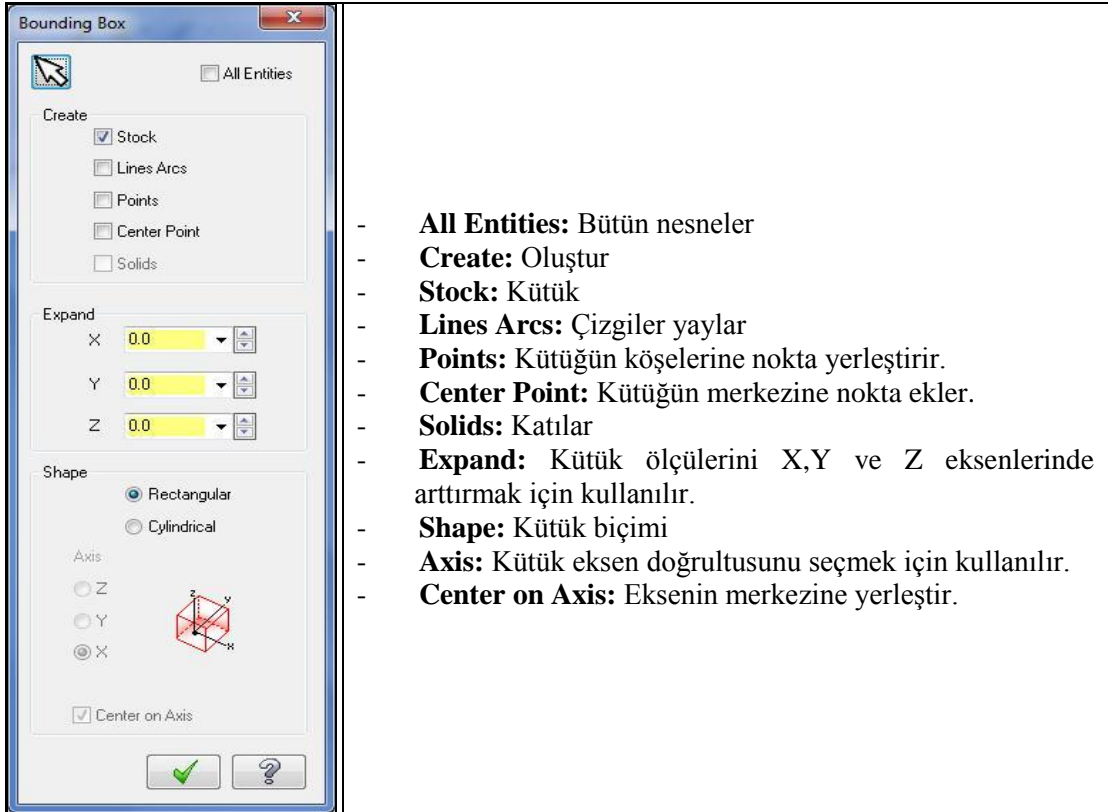 Bounding Box
All Entities
Create
Stock
Lines Arcs
Points
Center Point
Solids
Expand
X 0.0
Y 0.0
Z 0.0
Shape
Rectangular
Cylindrical
Axis
Z
Y
X
z
y
x
Center on Axis
- All Entities: Bütün nesneler
- Create: Oluştur
- Stock: Kütük
- Lines Arcs: Çizgiler yaylar
- Points: Kütüğün köşelerine nokta yerleştirir.
- Center Point: Kütüğün merkezine nokta ekler.
- Solids: Katılar
- Expand: Kütük ölçülerini X,Y ve Z eksenlerinde
arttırmak için kullanılır.
- Shape: Kütük biçimi
- Axis: Kütük eksen doğrultusunu seçmek için kullanılır.
- Center on Axis: Eksenin merkezine yerleştir.